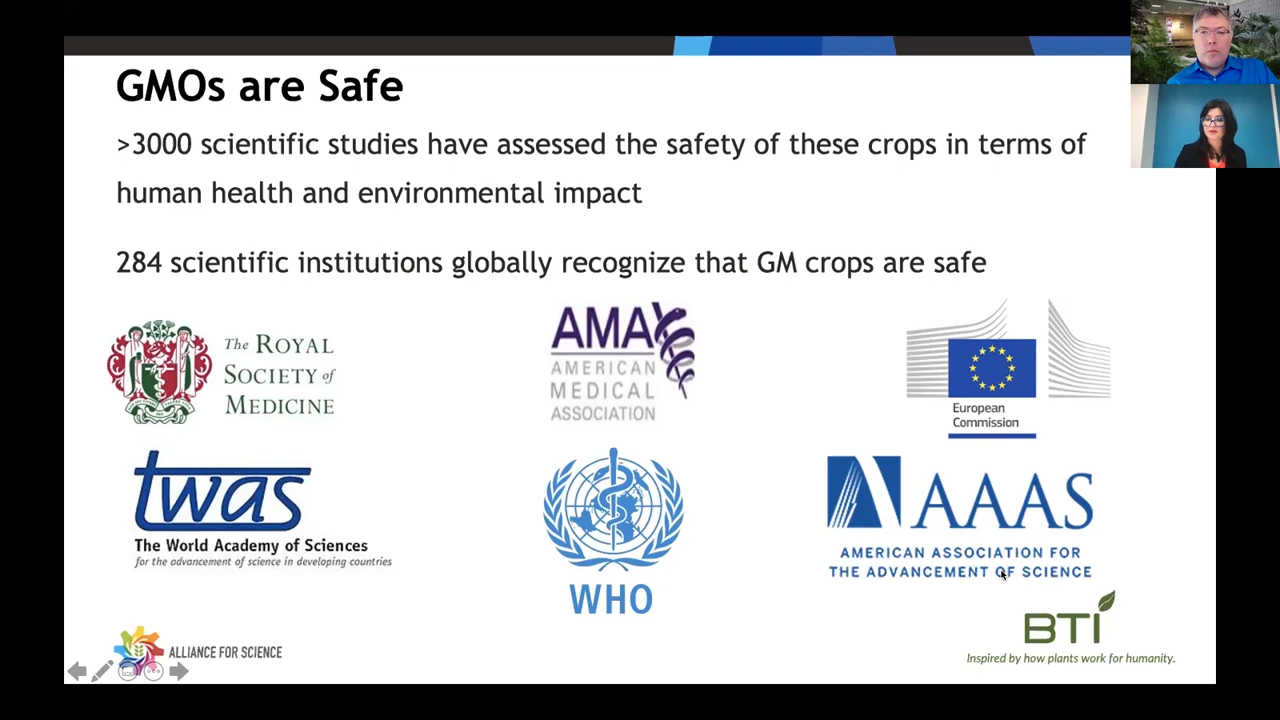 GMOs are Safe
>3000 scientific studies have assessed the safety of these crops in terms of
human health and environmental impact
284 scientific institutions globally recognize that GM crops are safe
The ROYAL
SOCIETY of
MEDICINE
AMA
AMERICAN
MEDICAL
ASSOCIATION
European
Commission
twas
The World Academy of Sciences
for the advancement of science in developing countries
WHO
AAAS
AMERICAN ASSOCIATION FOR
THE ADVANCEMENT OF SCIENCE
ALLIANCE FOR SCIENCE
BTI
Inspired by how plants work for humanity.